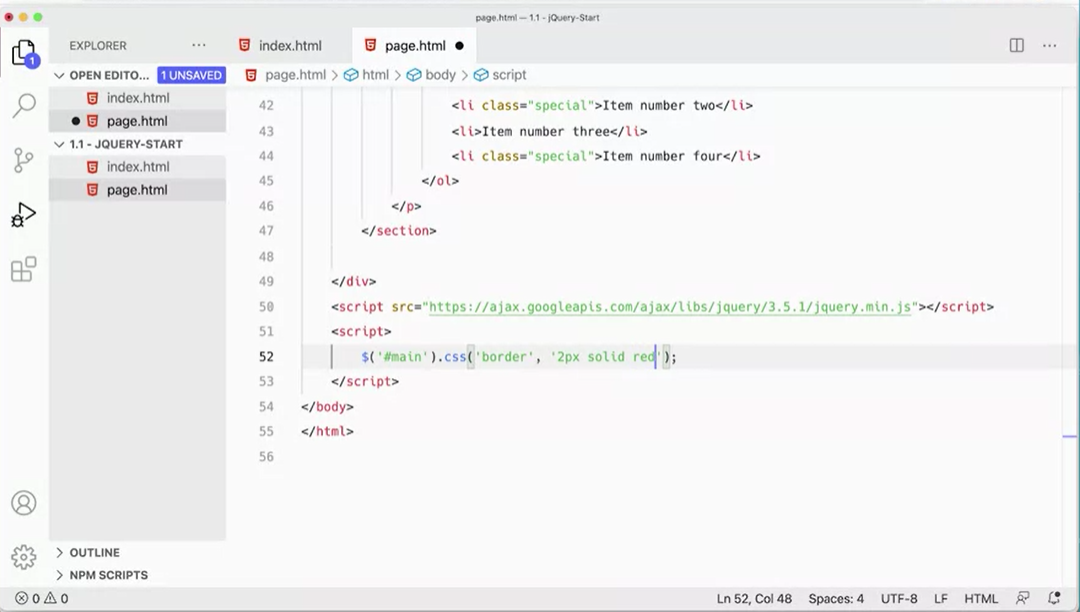 page.html — 1.1 - jQuery-Start
EXPLORER
index.html
page.html
OPEN EDITO... 1 UNSAVED
page.html > html > body > script
index.html
page.html
1.1 - JQUERY-START
index.html
page.html
42 <li class="special">Item number two</li>
43 <li>Item number three</li>
44 <li class="special">Item number four</li>
45 </ol>
46 </p>
47 </section>
48
49 </div>
50 <script src="https://ajax.googleapis.com/ajax/libs/jquery/3.5.1/jquery.min.js"></script>
51 <script>
52 $('#main').css('border', '2px solid red');
53 </script>
54 </body>
55 </html>
56
1
OUTLINE
NPM SCRIPTS
0 0
Ln 52, Col 48 Spaces: 4 UTF-8 LF HTML